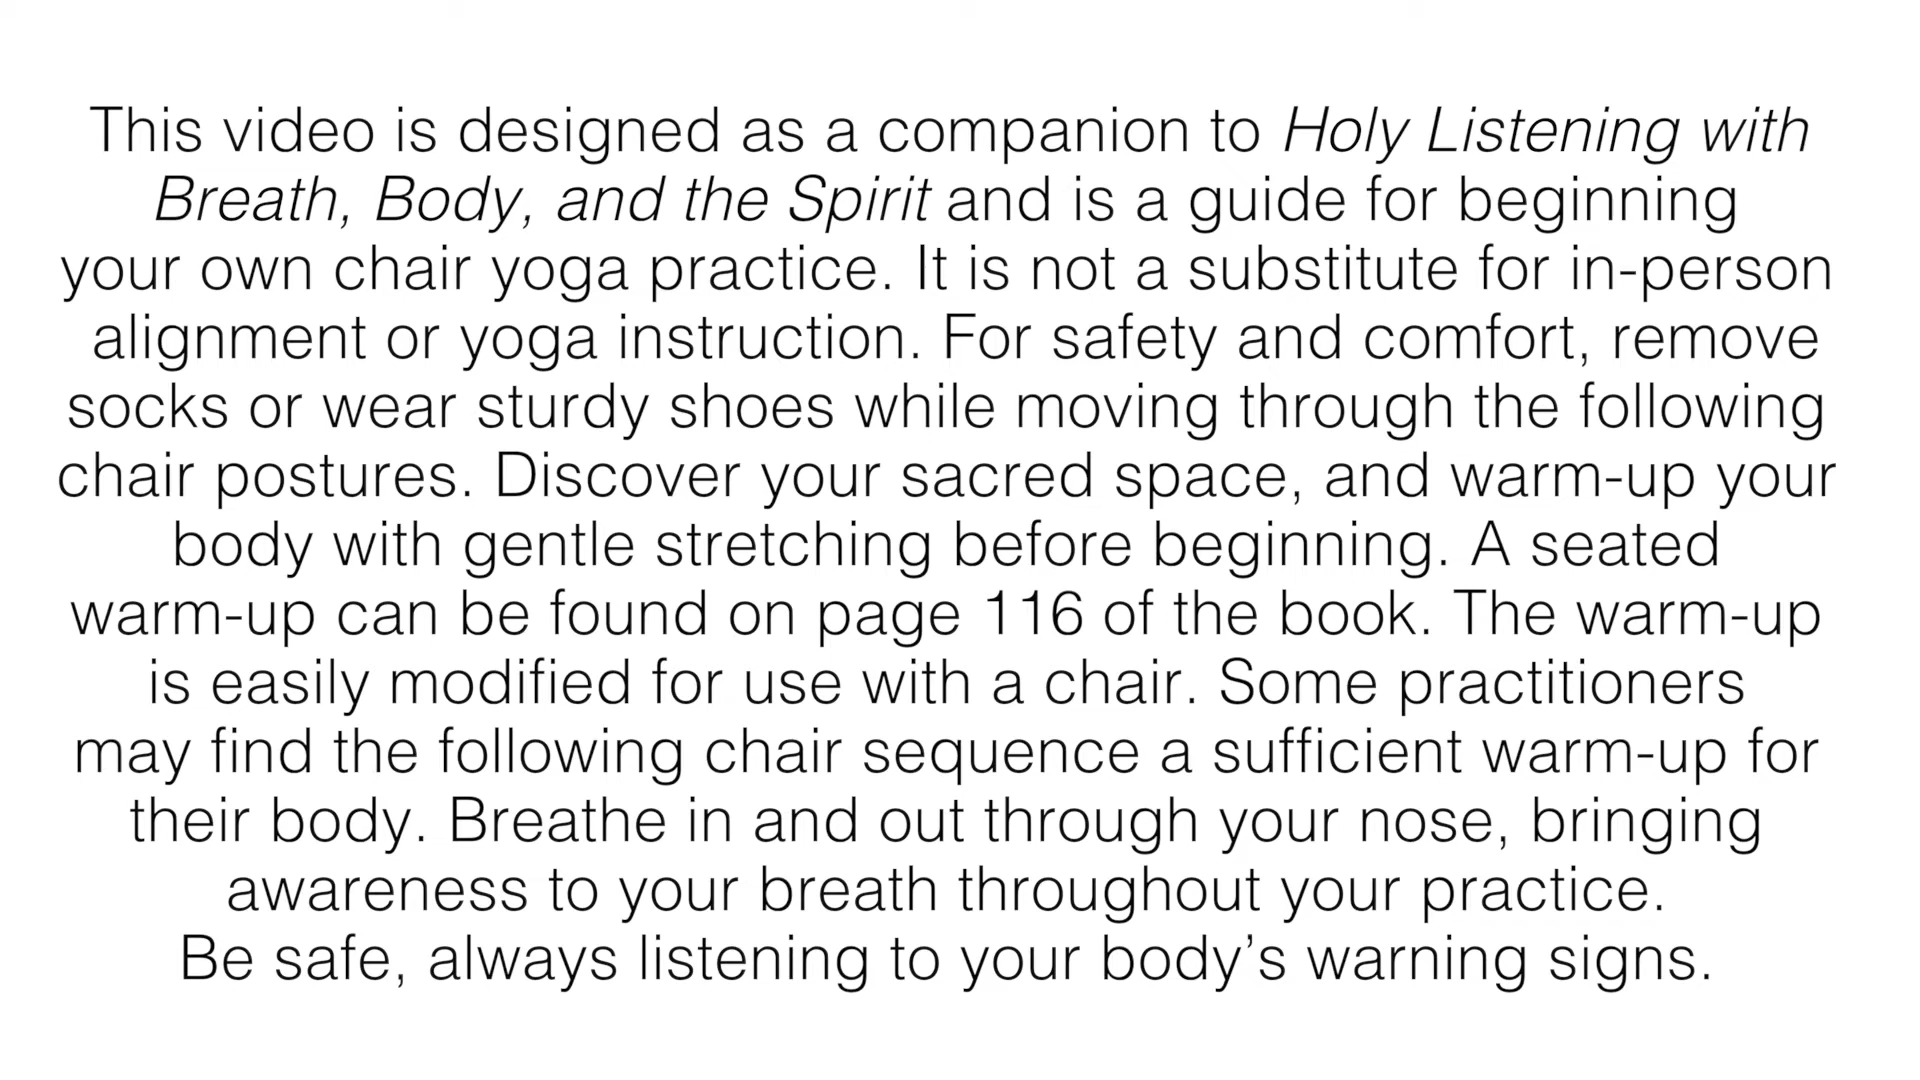 This video is designed as a companion to Holy Listening with
Breath, Body, and the Spirit and is a guide for beginning
your own chair yoga practice. It is not a substitute for in-person
alignment or yoga instruction. For safety and comfort, remove
socks or wear sturdy shoes while moving through the following
chair postures. Discover your sacred space, and warm-up your
body with gentle stretching before beginning. A seated
warm-up can be found on page 116 of the book. The warm-up
is easily modified for use with a chair. Some practitioners
may find the following chair sequence a sufficient warm-up for
their body. Breathe in and out through your nose, bringing
awareness to your breath throughout your practice.
Be safe, always listening to your body’s warning signs.